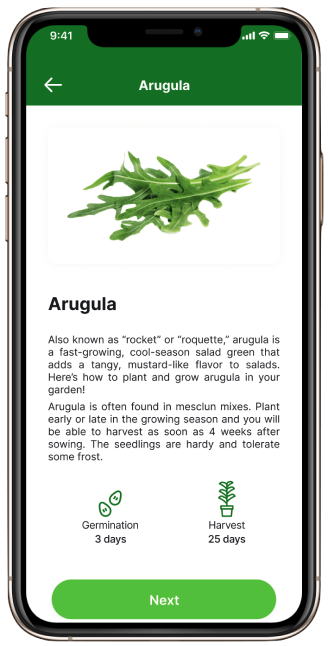 9:41
Arugula
Arugula
Also known as “rocket” or “roquette,” arugula is
a fast-growing, cool-season salad green that
adds a tangy, mustard-like flavor to salads.
Here’s how to plant and grow arugula in your
garden!
Arugula is often found in mesclun mixes. Plant
early or late in the growing season and you will
be able to harvest as soon as 4 weeks after
sowing. The seedlings are hardy and tolerate
some frost.
Germination
3 days
Harvest
25 days
Next